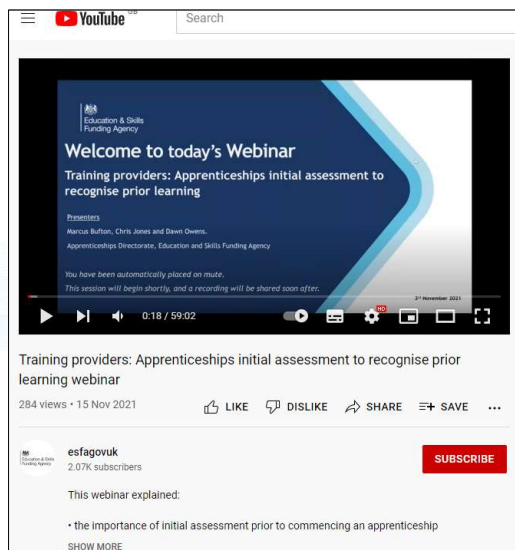 YouTube GB
Search
Education & Skills
Funding Agency
Welcome to today's Webinar
Training providers: Apprenticeships initial assessment to
recognise prior learning
Presenters
Marcus Bufton, Chris Jones and Dawn Owens.
Apprenticeships Directorate, Education and Skills Funding Agency
You have been automatically placed on mute.
This session will begin shortly, and a recording will be shared soon after.
3rd November 2021
0:18 / 59:02
HD
Training providers: Apprenticeships initial assessment to recognise prior
learning webinar
284 views • 15 Nov 2021
LIKE DISLIKE SHARE SAVE
Education & Skills
Funding Agency
esfagovuk
2.07K subscribers
SUBSCRIBE
This webinar explained:
• the importance of initial assessment prior to commencing an apprenticeship
SHOW MORE